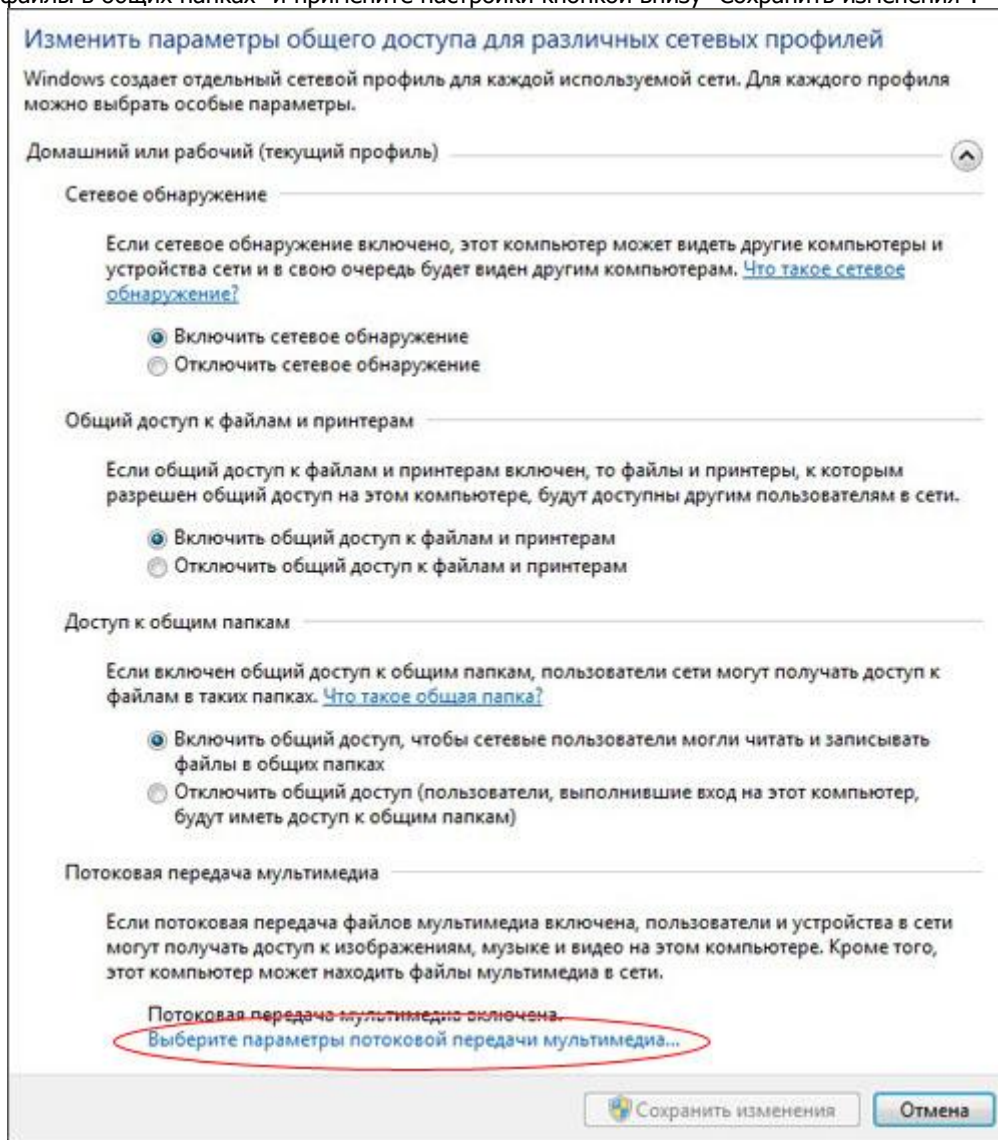 файлы в общих папках" и примените настройки кнопкой внизу "Сохранить изменения".
Изменить параметры общего доступа для различных сетевых профилей
Windows создает отдельный сетевой профиль для каждой используемой сети. Для каждого профиля
можно выбрать особые параметры.
Домашний или рабочий (текущий профиль)
Сетевое обнаружение
Если сетевое обнаружение включено, этот компьютер может видеть другие компьютеры и
устройства сети и в свою очередь будет виден другим компьютерам. Что такое сетевое
обнаружение?
Включить сетевое обнаружение
Отключить сетевое обнаружение
Общий доступ к файлам и принтерам
Если общий доступ к файлам и принтерам включен, то файлы и принтеры, к которым
разрешен общий доступ на этом компьютере, будут доступны другим пользователям в сети.
Включить общий доступ к файлам и принтерам
Отключить общий доступ к файлам и принтерам
Доступ к общим папкам
Если включен общий доступ к общим папкам, пользователи сети могут получать доступ к
файлам в таких папках. Что такое общая папка?
Включить общий доступ, чтобы сетевые пользователи могли читать и записывать
файлы в общих папках
Отключить общий доступ (пользователи, выполнившие вход на этот компьютер,
будут иметь доступ к общим папкам)
Потоковая передача мультимедиа
Если потоковая передача файлов мультимедиа включена, пользователи и устройства в сети
могут получать доступ к изображениям, музыке и видео на этом компьютере. Кроме того,
этот компьютер может находить файлы мультимедиа в сети.
Потоковая передача мультимедиа включена.
Выберите параметры потоковой передачи мультимедиа...
Сохранить изменения
Отмена